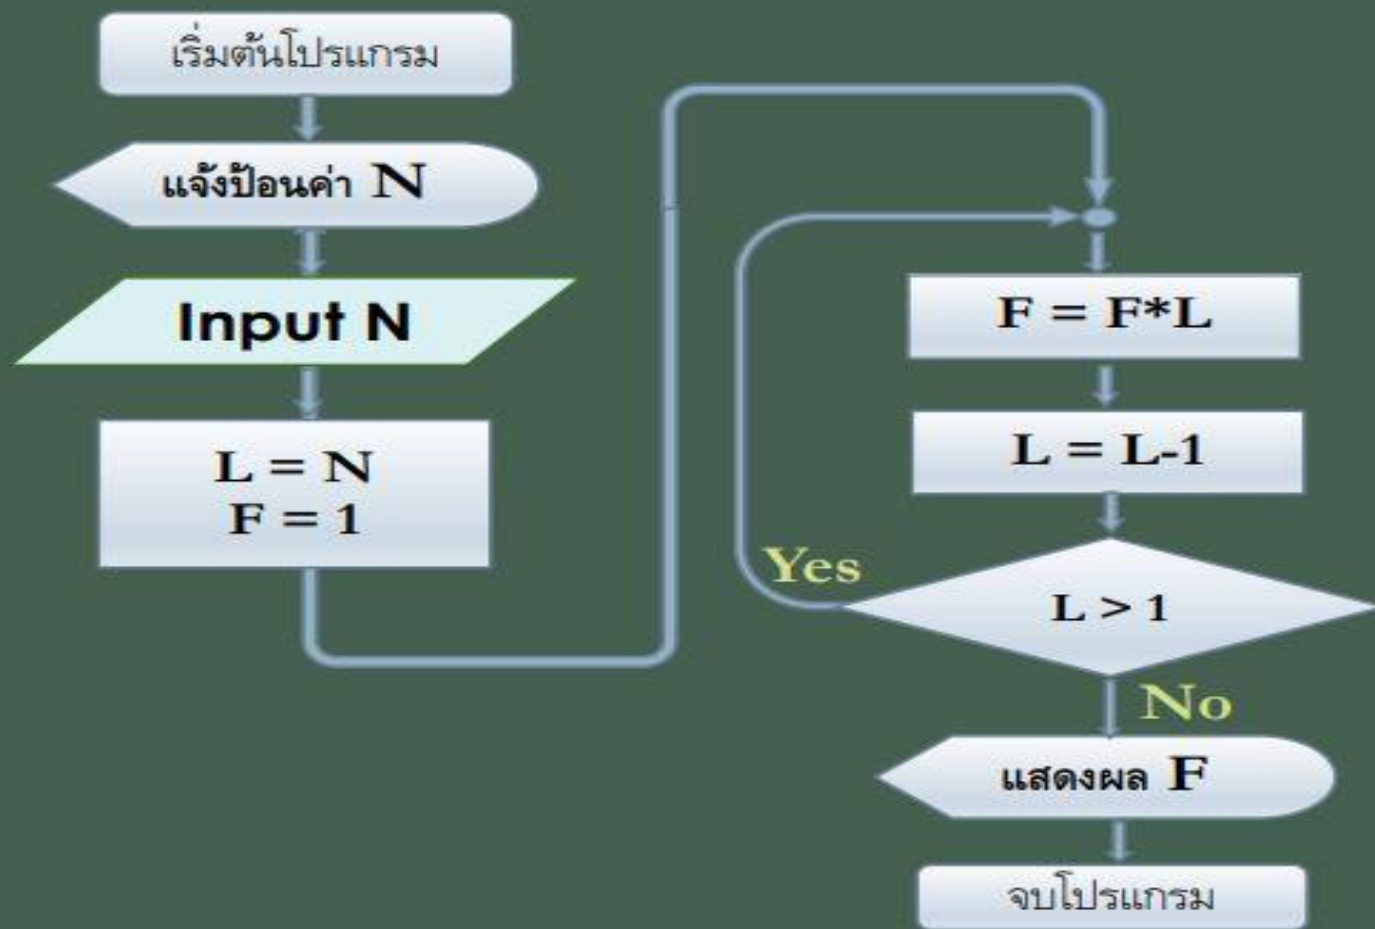 เริ่มต้นโปรแกรม
แจ้งป้อนค่า N
Input N
L = N
F = 1
F = F*L
L = L-1
Yes
L > 1
No
แสดงผล F
จบโปรแกรม